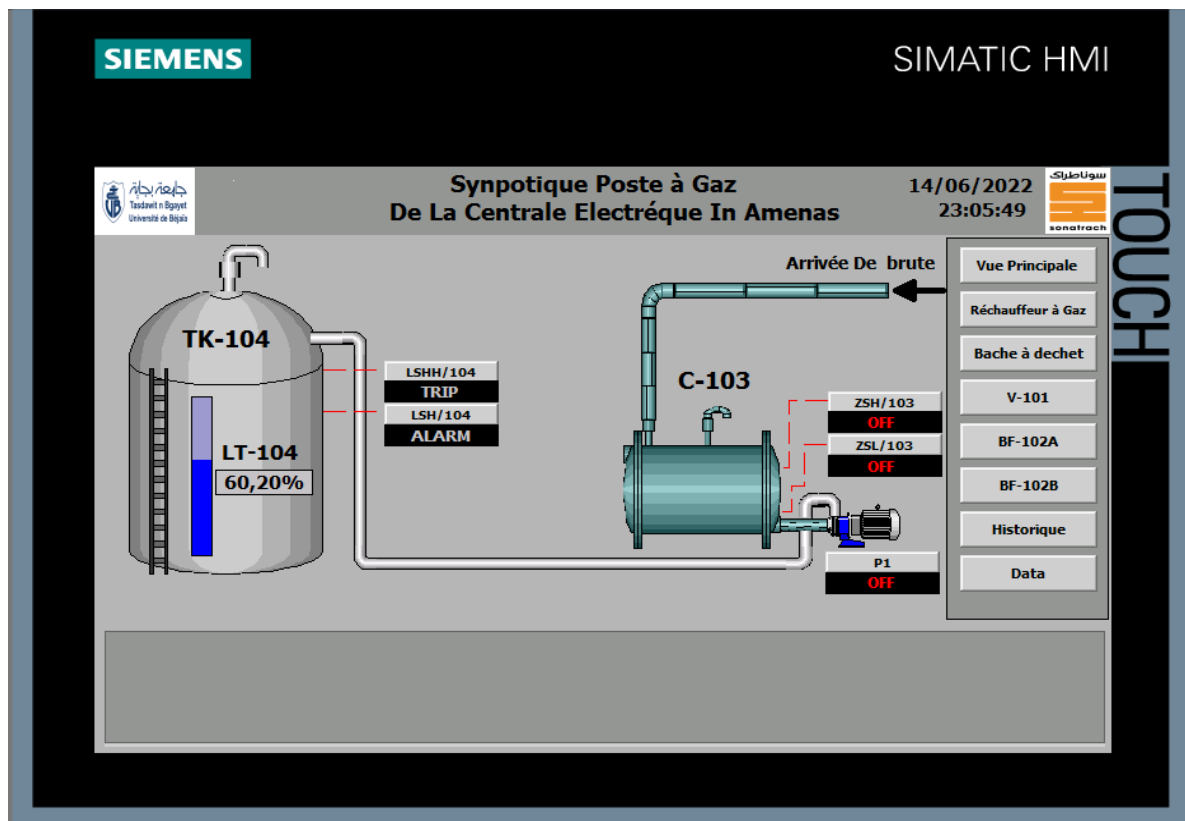 SIEMENS
SIMATIC HMI
TOUCH
جامعة بجاية
Tasdawit n Bgayet
Université de Béjaïa
Synpotique Poste à Gaz
De La Centrale Electréque In Amenas
14/06/2022
23:05:49
سوناطراك
sonatrach
Arrivée De brute
Vue Principale
Réchauffeur à Gaz
Bache à dechet
V-101
BF-102A
BF-102B
Historique
Data
TK-104
LSHH/104
TRIP
LSH/104
ALARM
LT-104
60,20%
C-103
ZSH/103
OFF
ZSL/103
OFF
P1
OFF